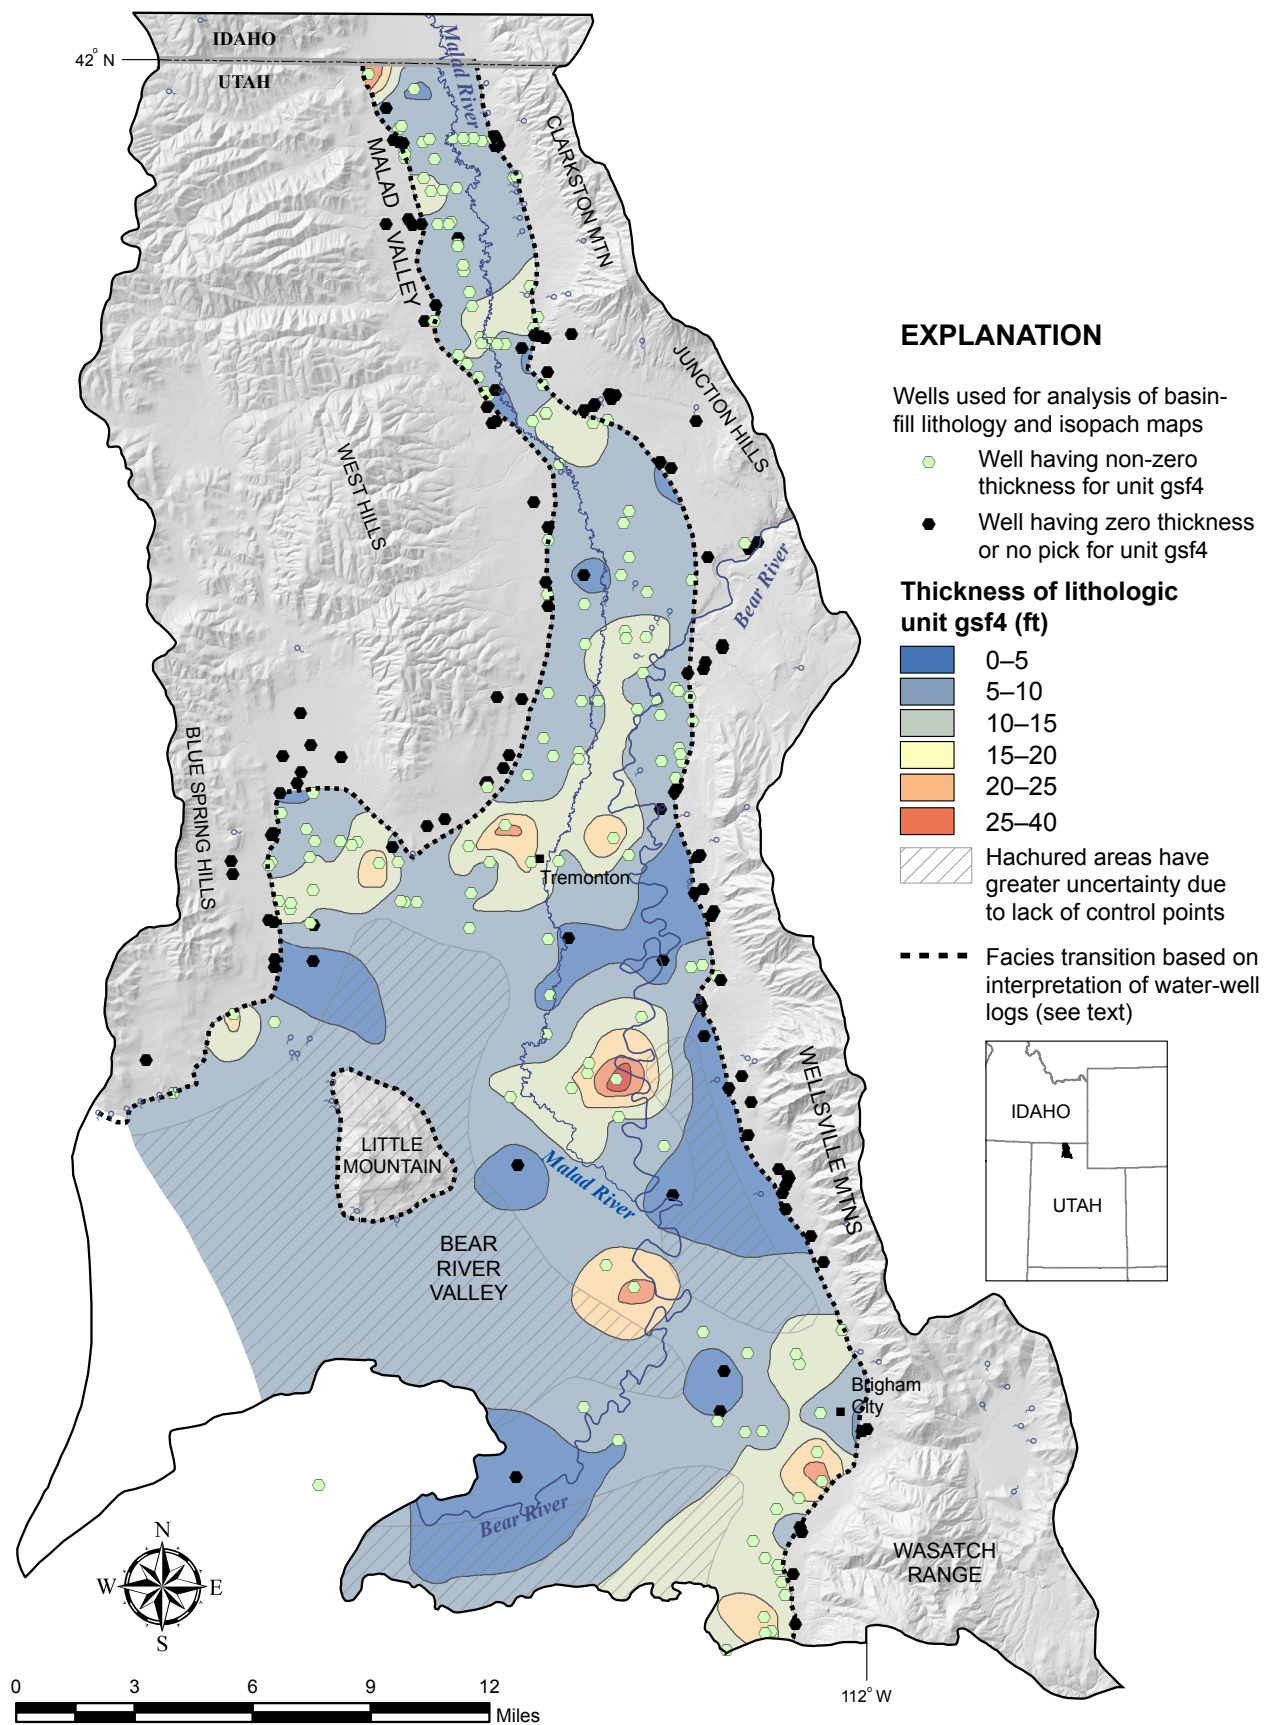 IDAHO
42° N
UTAH
Malad River
CLARKSTON MTN
MALAD VALLEY
JUNCTION HILLS
WEST HILLS
Bear River
BLUE SPRING HILLS
Tremonton
WELLSVILLE MTNS
LITTLE
MOUNTAIN
Malad River
BEAR
RIVER
VALLEY
Brigham
City
Bear River
WASATCH
RANGE
N
W
E
S
112° W
0
3
6
9
12
Miles
EXPLANATION
Wells used for analysis of basin-
fill lithology and isopach maps
Well having non-zero
thickness for unit gsf4
Well having zero thickness
or no pick for unit gsf4
Thickness of lithologic
unit gsf4 (ft)
0–5
5–10
10–15
15–20
20–25
25–40
Hachured areas have
greater uncertainty due
to lack of control points
Facies transition based on
interpretation of water-well
logs (see text)
IDAHO
UTAH